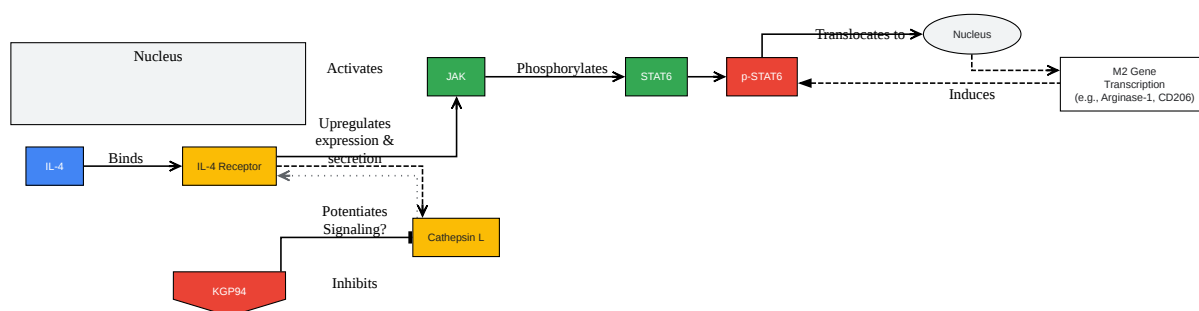 Nucleus
Activates
JAK
Phosphorylates
STAT6
p-STAT6
Translocates to
Nucleus
M2 Gene
Transcription
(e.g., Arginase-1, CD206)
Induces
IL-4
Binds
IL-4 Receptor
Upregulates
expression &
secretion
Potentiates
Signaling?
Cathepsin L
KGP94
Inhibits